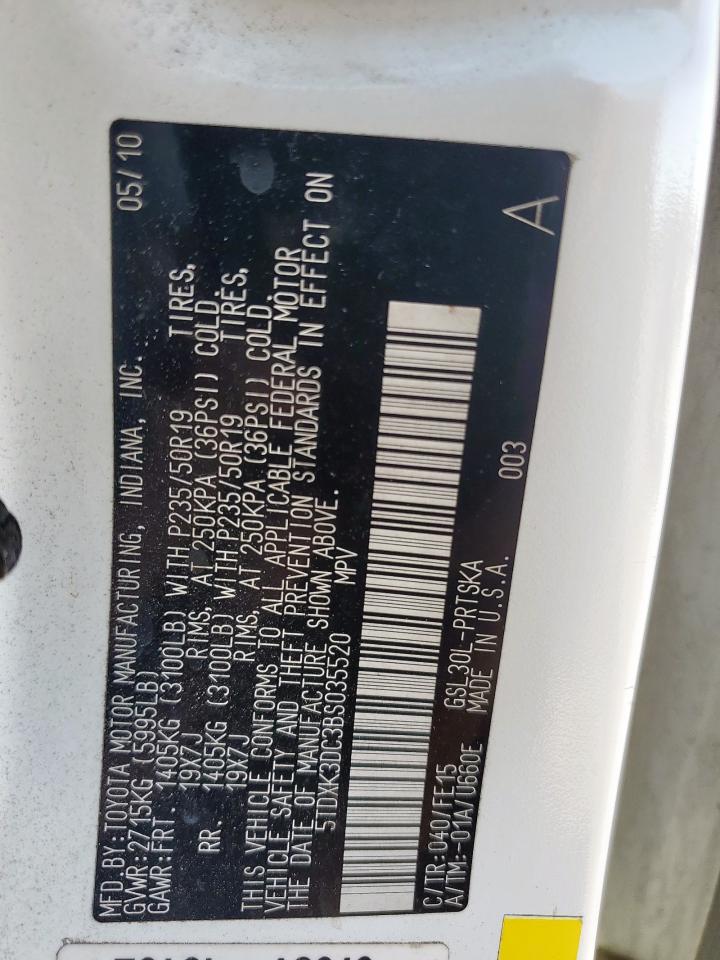 MFD.BY:TOYOTA MOTOR MANUFACTURING, INDIANA, INC. 05/10
GVWR:2715KG (5995LB)
GAWR:FRT. 1405KG (3100LB) WITH P235/50R19 TIRES,
19X7J RIMS, AT 250KPA (36PSI) COLD.
RR. 1405KG (3100LB) WITH P235/50R19 TIRES,
19X7J RIMS, AT 250KPA (36PSI) COLD.
THIS VEHICLE CONFORMS TO ALL APPLICABLE FEDERAL MOTOR
VEHICLE SAFETY AND THEFT PREVENTION STANDARDS IN EFFECT ON
THE DATE OF MANUFACTURE SHOWN ABOVE.
5TDXK3DC3BS035520 MPV
C/TR:040/FE15 GSL30L-PRTSKA
A/TM:-01A/U660E MADE IN U.S.A. 003 A